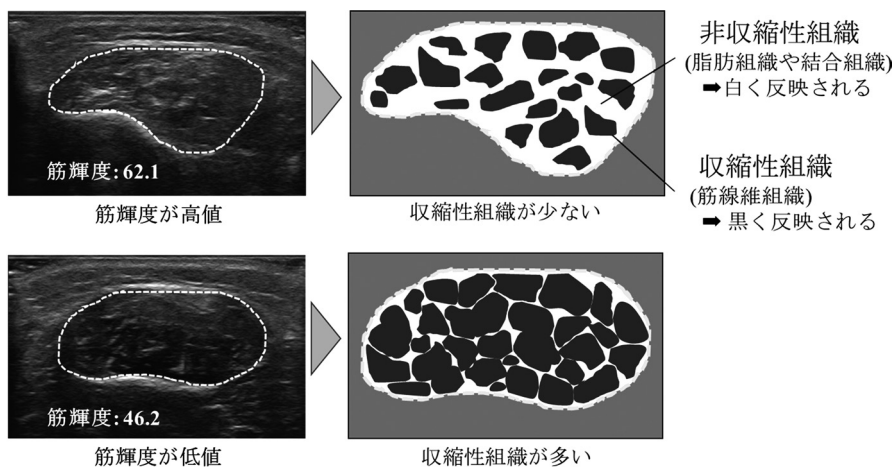 筋輝度:62.1
筋輝度が高値
収縮性組織が少ない
非収縮性組織
(脂肪組織や結合組織)
➡白く反映される
収縮性組織
(筋線維組織)
➡ 黒く反映される
筋輝度:46.2
筋輝度が低値
収縮性組織が多い